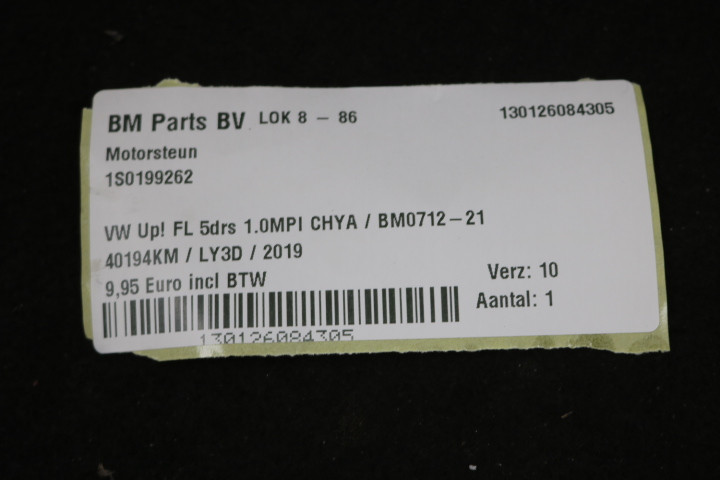 BM Parts BV LOK 8 - 86 130126084305
Motorsteun
1S0199262
VW Up! FL 5drs 1.0MPI CHYA / BM0712-21
40194KM / LY3D / 2019
9,95 Euro incl BTW Verz: 10
Aantal: 1
130126084305